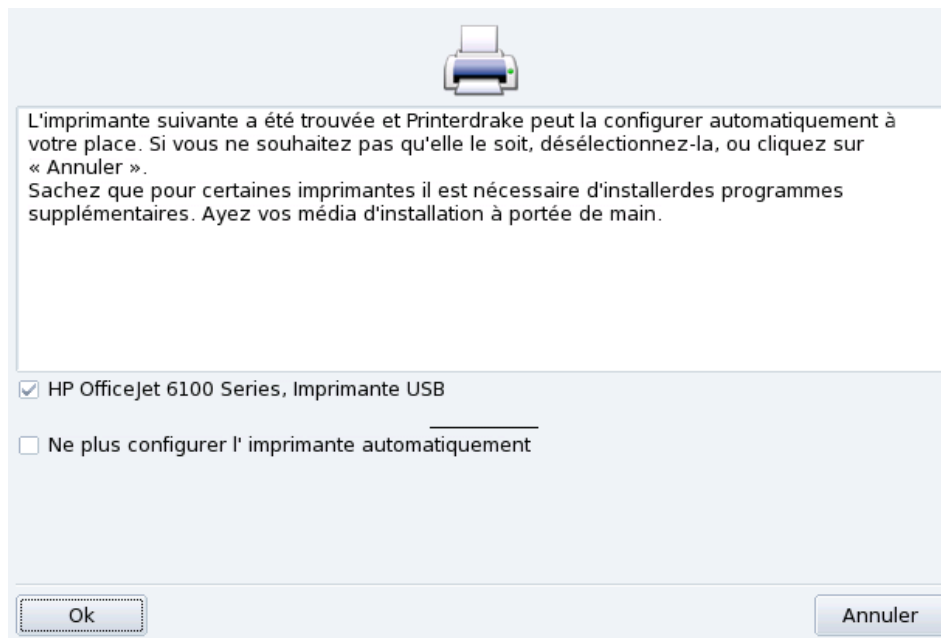 L'imprimante suivante a été trouvée et Printerdrake peut la configurer automatiquement à
votre place. Si vous ne souhaitez pas qu'elle le soit, désélectionnez-la, ou cliquez sur
« Annuler ».
Sachez que pour certaines imprimantes il est nécessaire d'installerdes programmes
supplémentaires. Ayez vos média d'installation à portée de main.
HP OfficeJet 6100 Series, Imprimante USB
Ne plus configurer l' imprimante automatiquement
Ok
Annuler